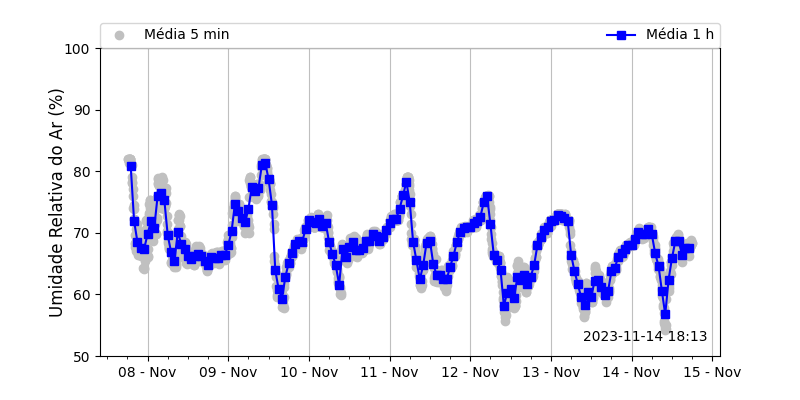 Média 5 min
Média 1 h
Umidade Relativa do Ar (%)
100
90
80
70
60
50
2023-11-14 18:13
08 - Nov
09 - Nov
10 - Nov
11 - Nov
12 - Nov
13 - Nov
14 - Nov
15 - Nov